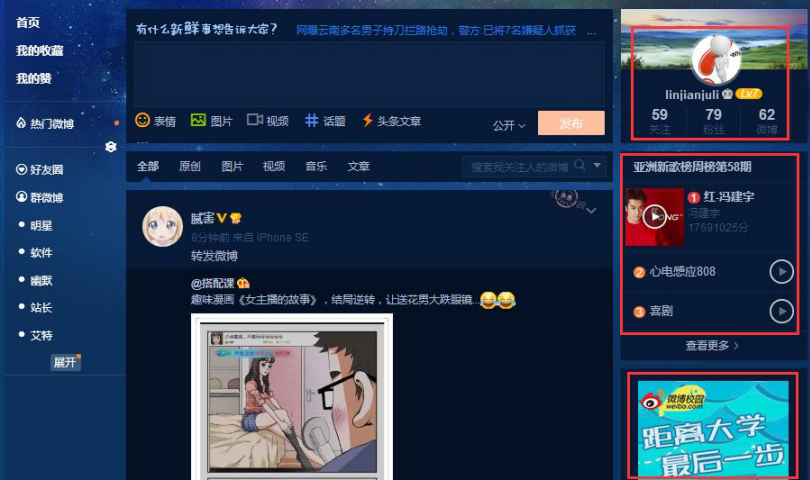 首页
我的收藏
我的赞
热门微博
好友圈
群微博
明星
软件
幽默
站长
艾特
展开
有什么新鲜事想告诉大家?
网曝云南多名男子持刀拦路抢劫，警方:已将7名嫌疑人抓获 ...
表情 图片 视频 话题 头条文章
公开 发布
全部 原创 图片 视频 音乐 文章
搜索我关注人的微博
8分钟前 来自 iPhone SE
转发微博
@搭配课
趣味漫画《女主播的故事》，结局逆转，让送花男大跌眼镜...
linjianjuli Lv7
59 79 62
关注 粉丝 微博
亚洲新歌榜周榜第58期
1 红-冯建宇
冯建宇
17691025分
2 心电感应808
3 喜剧
查看更多 >
微博校园
weibo.com
距离大学
最后一步